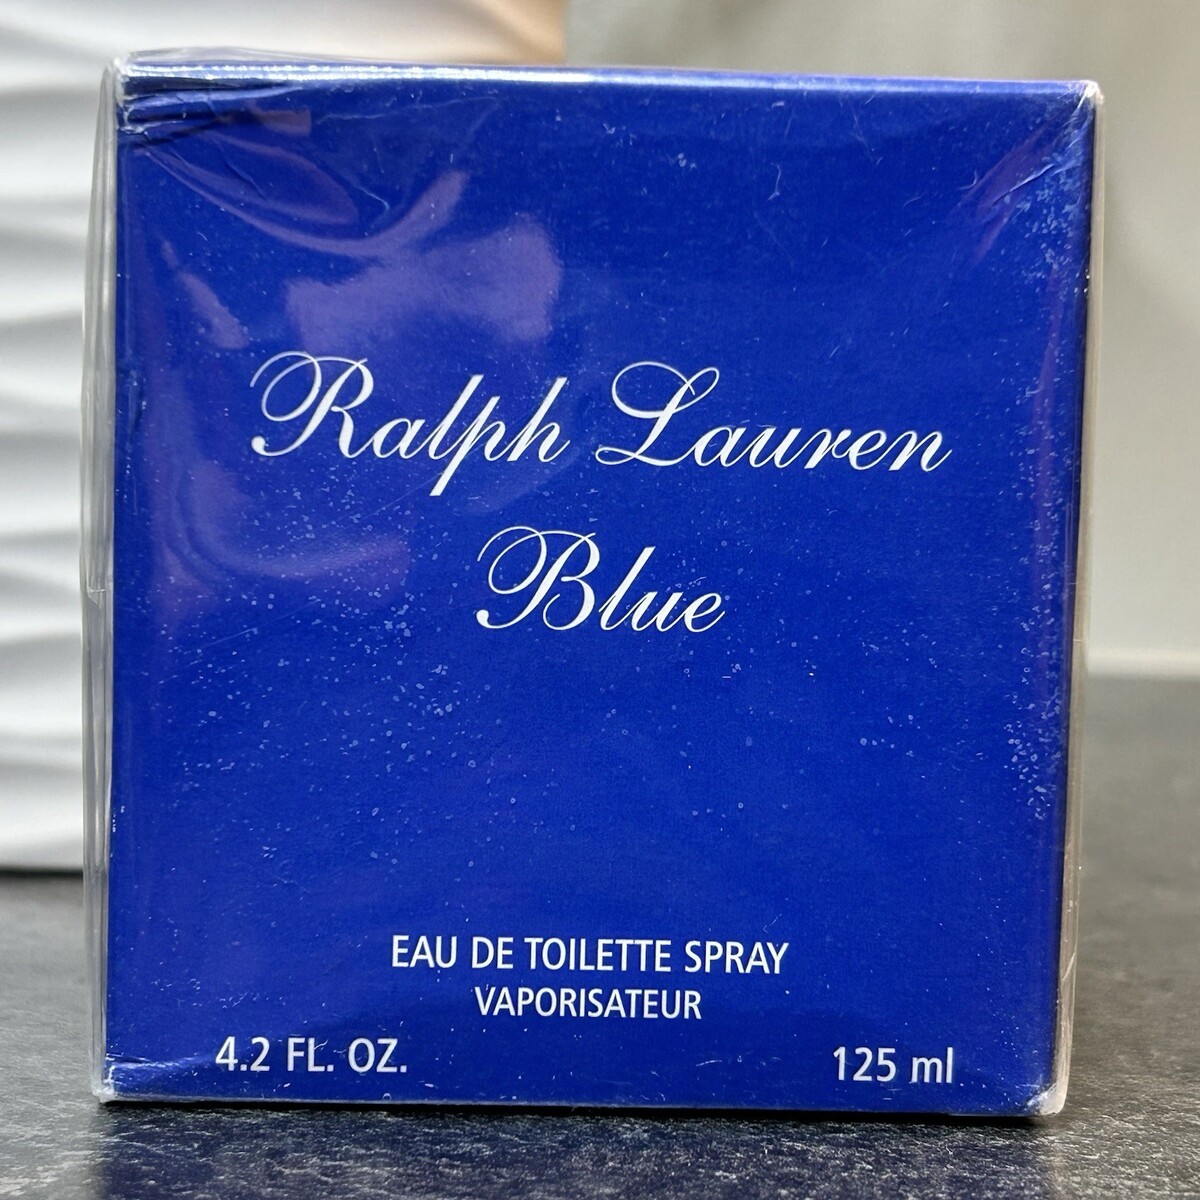 Ralph Lauren
Blue
EAU DE TOILETTE SPRAY
VAPORISATEUR
4.2 FL. OZ. 125 ml